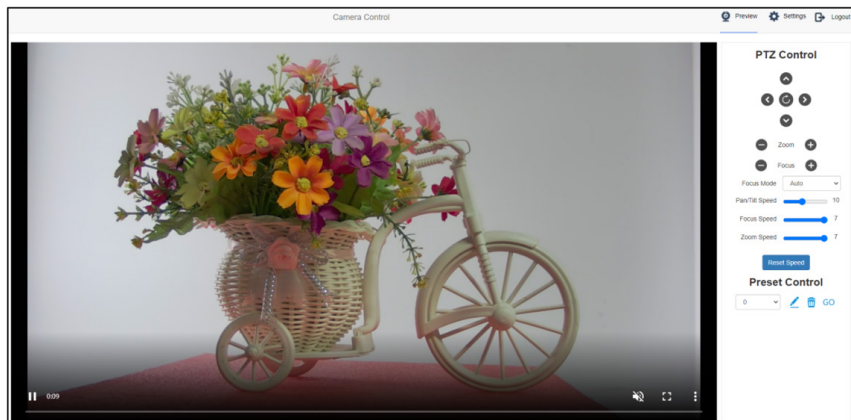 Camera Control
Preview Settings Logout
PTZ Control
Zoom
Focus
Focus Mode Auto
Pan/Tilt Speed 10
Focus Speed 7
Zoom Speed 7
Reset Speed
Preset Control
0 GO
0:09